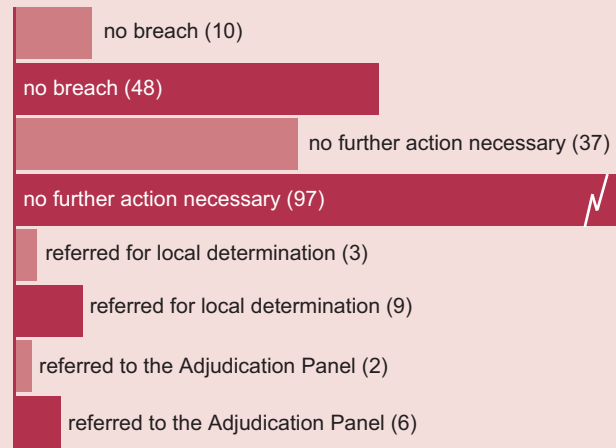 no breach (10)
no breach (48)
no further action necessary (37)
no further action necessary (97)
referred for local determination (3)
referred for local determination (9)
referred to the Adjudication Panel (2)
referred to the Adjudication Panel (6)